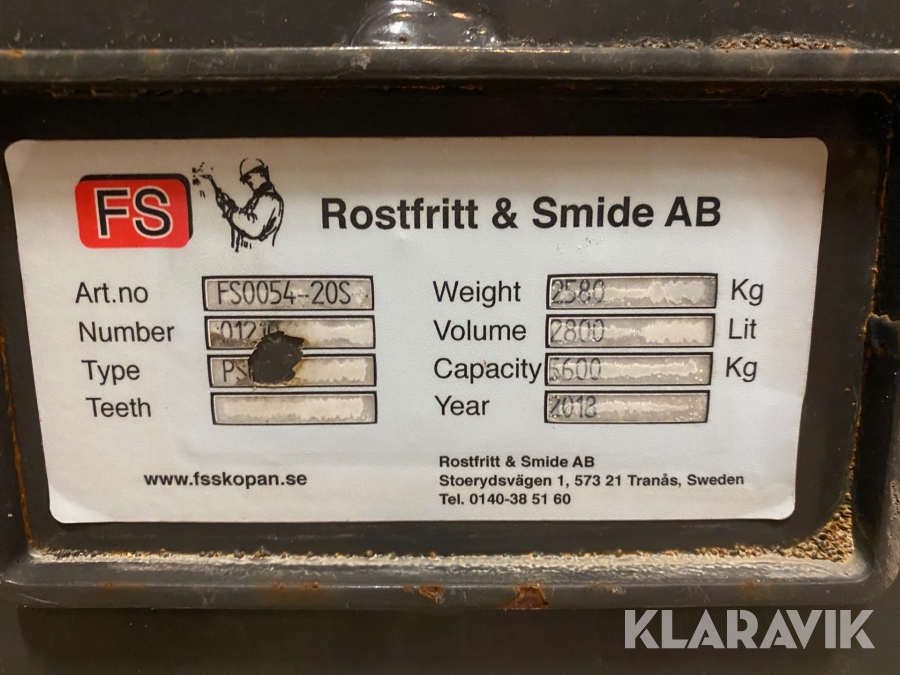 FS Rostfritt & Smide AB
Art.no FS0054-20S Weight 2580 Kg
Number Volume 2800 Lit
Type Capacity 5600 Kg
Teeth Year 2018
www.fsskopan.se
Rostfritt & Smide AB
Stoerydsvägen 1, 573 21 Tranås, Sweden
Tel. 0140-38 51 60
KLARAVIK